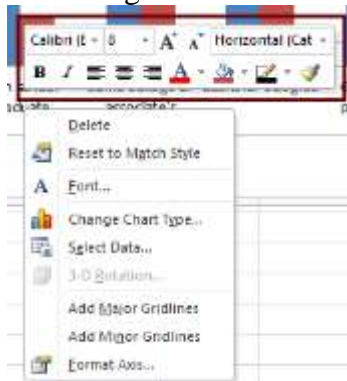 Calibri (E 8 A A Horizontal (Cat
B I A
associate's
Delete
Reset to Match Style
A Font...
Change Chart Type...
Select Data...
3-D Rotation...
Add Major Gridlines
Add Minor Gridlines
Format Axis...